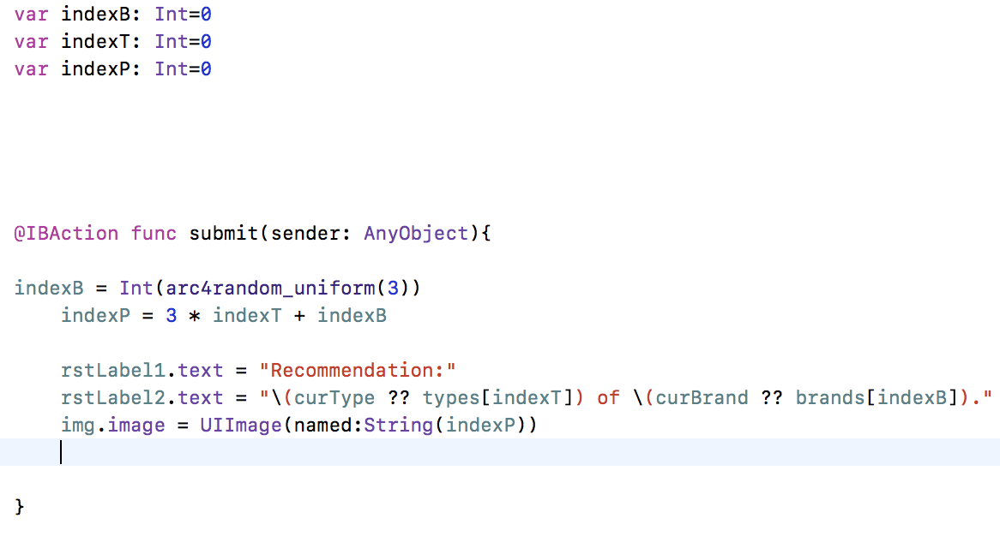 var indexB: Int=0
var indexT: Int=0
var indexP: Int=0
@IBAction func submit(sender: AnyObject){
indexB = Int(arc4random_uniform(3))
indexP = 3 * indexT + indexB
rstLabel1.text = "Recommendation:"
rstLabel2.text = "\(curType ?? types[indexT]) of \(curBrand ?? brands[indexB])."
img.image = UIImage(named:String(indexP))
}